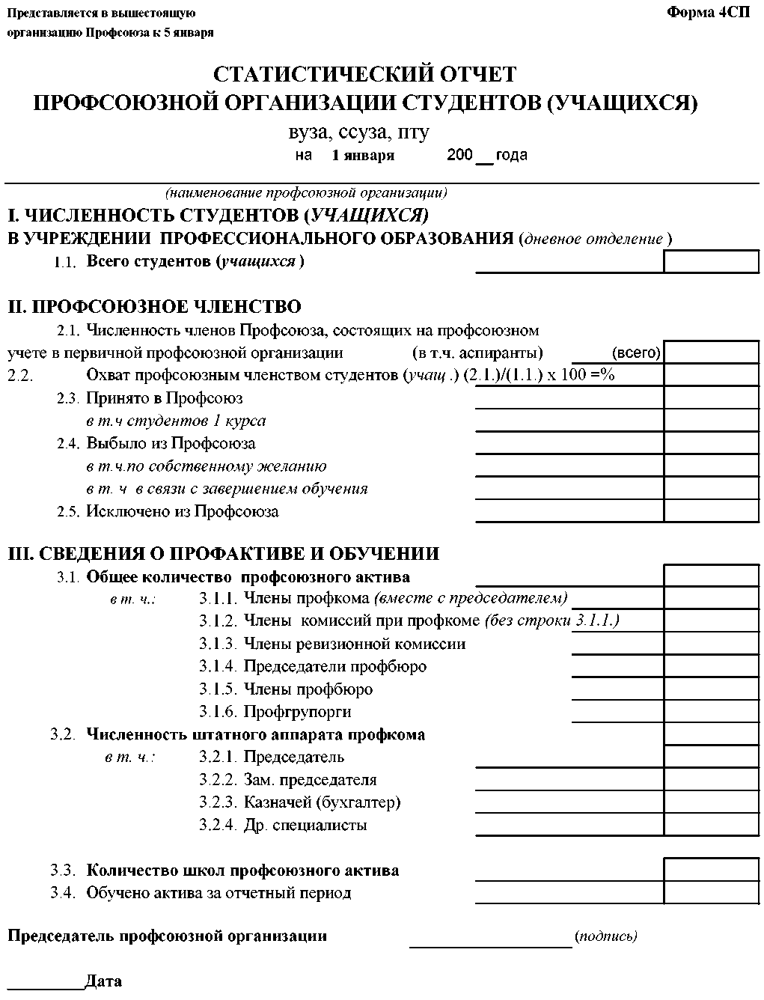 Представляется в вышестоящую
Форма 4СП
организацию Профсоюза к 5 января
СТАТИСТИЧЕСКИЙ ОТЧЕТ
ПРОФСОЮЗНОЙ ОРГАНИЗАЦИИ СТУДЕНТОВ (УЧАЩИХСЯ)
вуза, ссуза, пту
на 1 января 200__года
(наименование профсоюзной организации)
I. ЧИСЛЕННОСТЬ СТУДЕНТОВ (УЧАЩИХСЯ)
В УЧРЕЖДЕНИИ ПРОФЕССИОНАЛЬНОГО ОБРАЗОВАНИЯ (дневное отделение )
1.1. Всего студентов (учащихся )
II. ПРОФСОЮЗНОЕ ЧЛЕНСТВО
2.1. Численность членов Профсоюза, состоящих на профсоюзном
учете в первичной профсоюзной организации (в т.ч. аспиранты) (всего)
2.2. Охват профсоюзным членством студентов (учащ .) (2.1.)/(1.1.) х 100 =%
2.3. Принято в Профсоюз
в т.ч студентов 1 курса
2.4. Выбыло из Профсоюза
в т.ч.по собственному желанию
в т. ч в связи с завершением обучения
2.5. Исключено из Профсоюза
III. СВЕДЕНИЯ О ПРОФАКТИВЕ И ОБУЧЕНИИ
3.1. Общее количество профсоюзного актива
в т. ч.: 3.1.1. Члены профкома (вместе с председателем)
3.1.2. Члены комиссий при профкоме (без строки 3.1.1.)
3.1.3. Члены ревизионной комиссии
3.1.4. Председатели профбюро
3.1.5. Члены профбюро
3.1.6. Профгрупорги
3.2. Численность штатного аппарата профкома
в т. ч.: 3.2.1. Председатель
3.2.2. Зам. председателя
3.2.3. Казначей (бухгалтер)
3.2.4. Др. специалисты
3.3. Количество школ профсоюзного актива
3.4. Обучено актива за отчетный период
Председатель профсоюзной организации (подпись)
________Дата